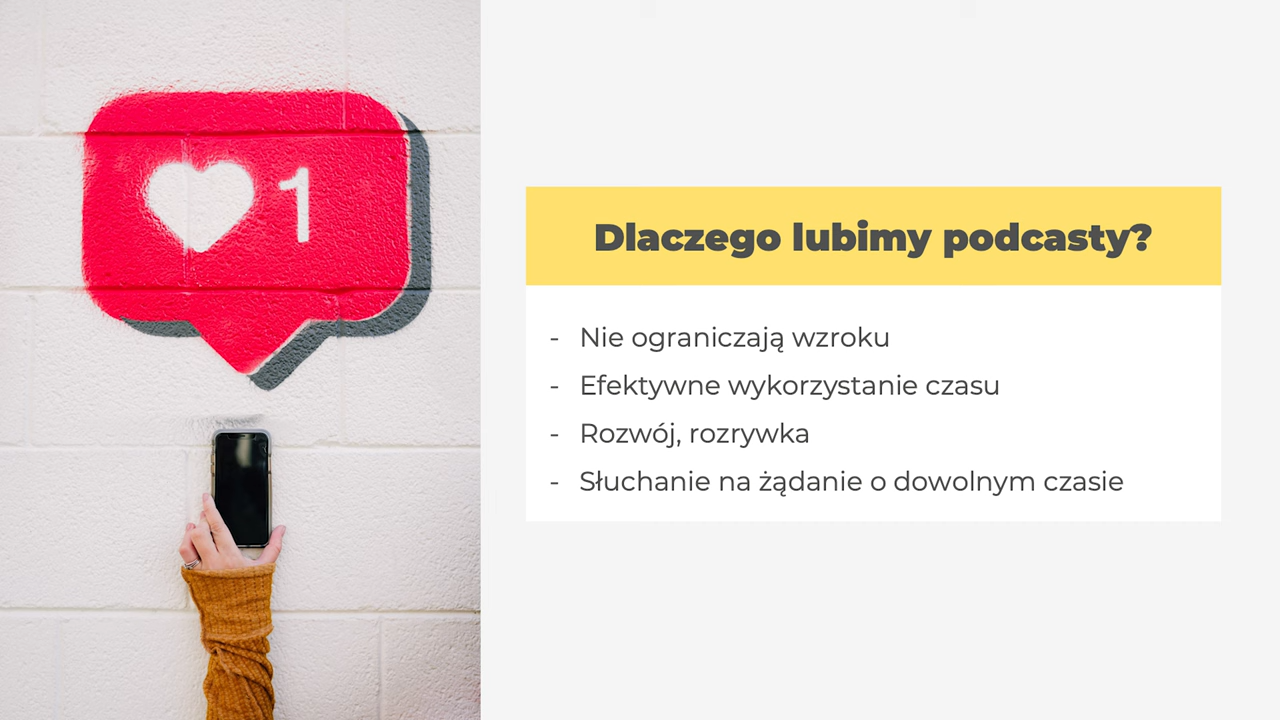 1
Dlaczego lubimy podcasty?
- Nie ograniczają wzroku
- Efektywne wykorzystanie czasu
- Rozwój, rozrywka
- Słuchanie na żądanie o dowolnym czasie